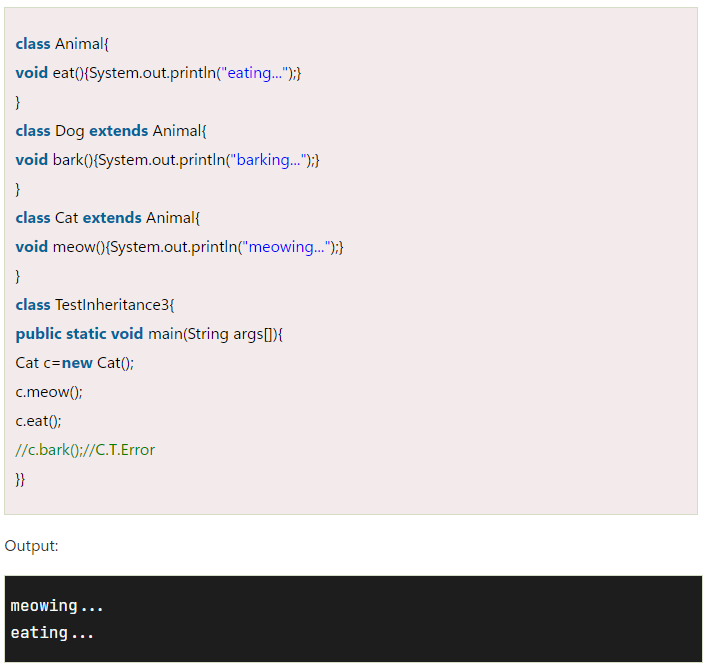 class Animal{
void eat(){System.out.println("eating...");}
}
class Dog extends Animal{
void bark(){System.out.println("barking...");}
}
class Cat extends Animal{
void meow(){System.out.println("meowing...");}
}
class TestInheritance3{
public static void main(String args[]){
Cat c=new Cat();
c.meow();
c.eat();
//c.bark();//C.T.Error
}}
Output:
meowing...
eating...